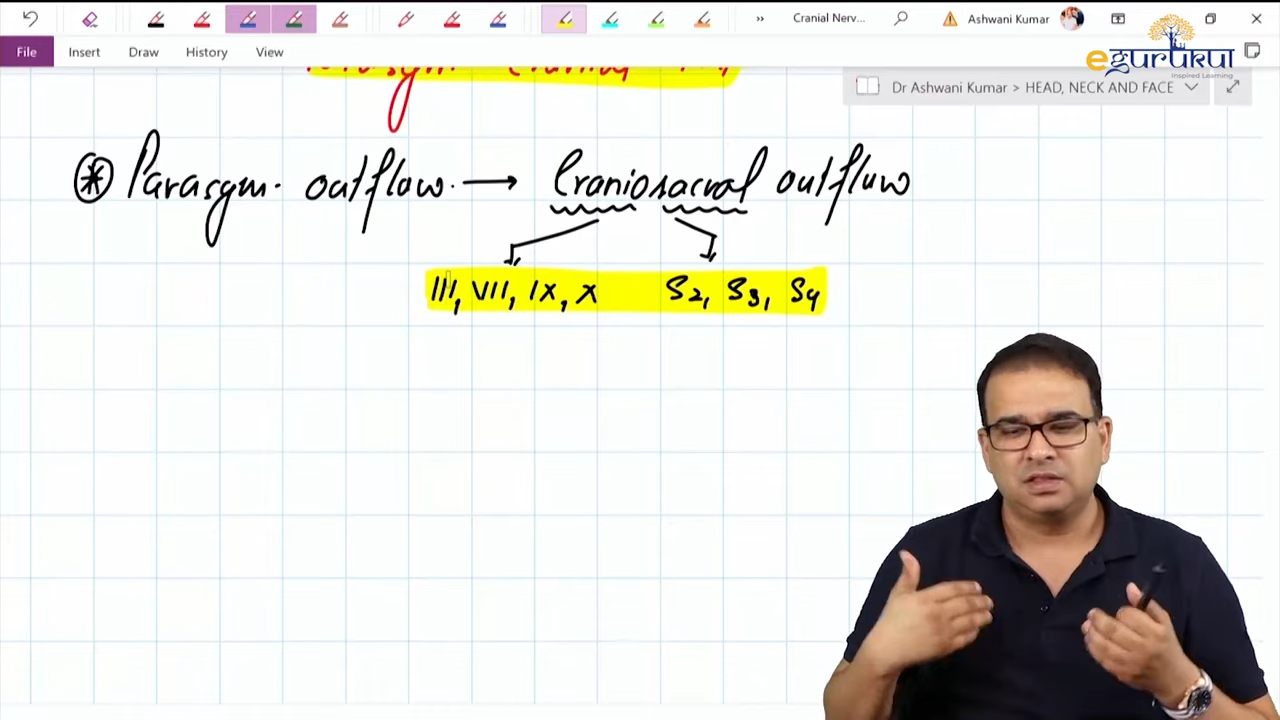 Cranial Nerv...
Ashwani Kumar
File Insert Draw History View
egurukul
Inspired Learning
Dr Ashwani Kumar > HEAD, NECK AND FACE
Parasym. outflow. → Craniosacral outflow
III, VII, IX, X S2, S3, S4